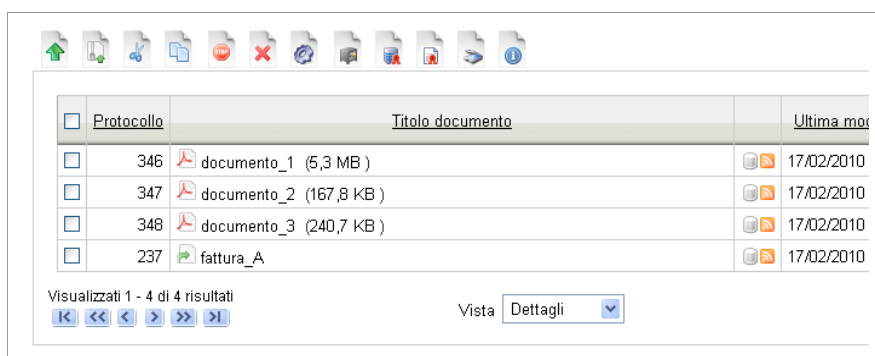 STOP
Protocollo Titolo documento Ultima
346 documento_1 (5,3 MB) 17/02/2010
347 documento_2 (167,8 KB) 17/02/2010
348 documento_3 (240,7 KB) 17/02/2010
237 fattura_A 17/02/2010
Visualizzati 1 - 4 di 4 risultati
Vista Dettagli